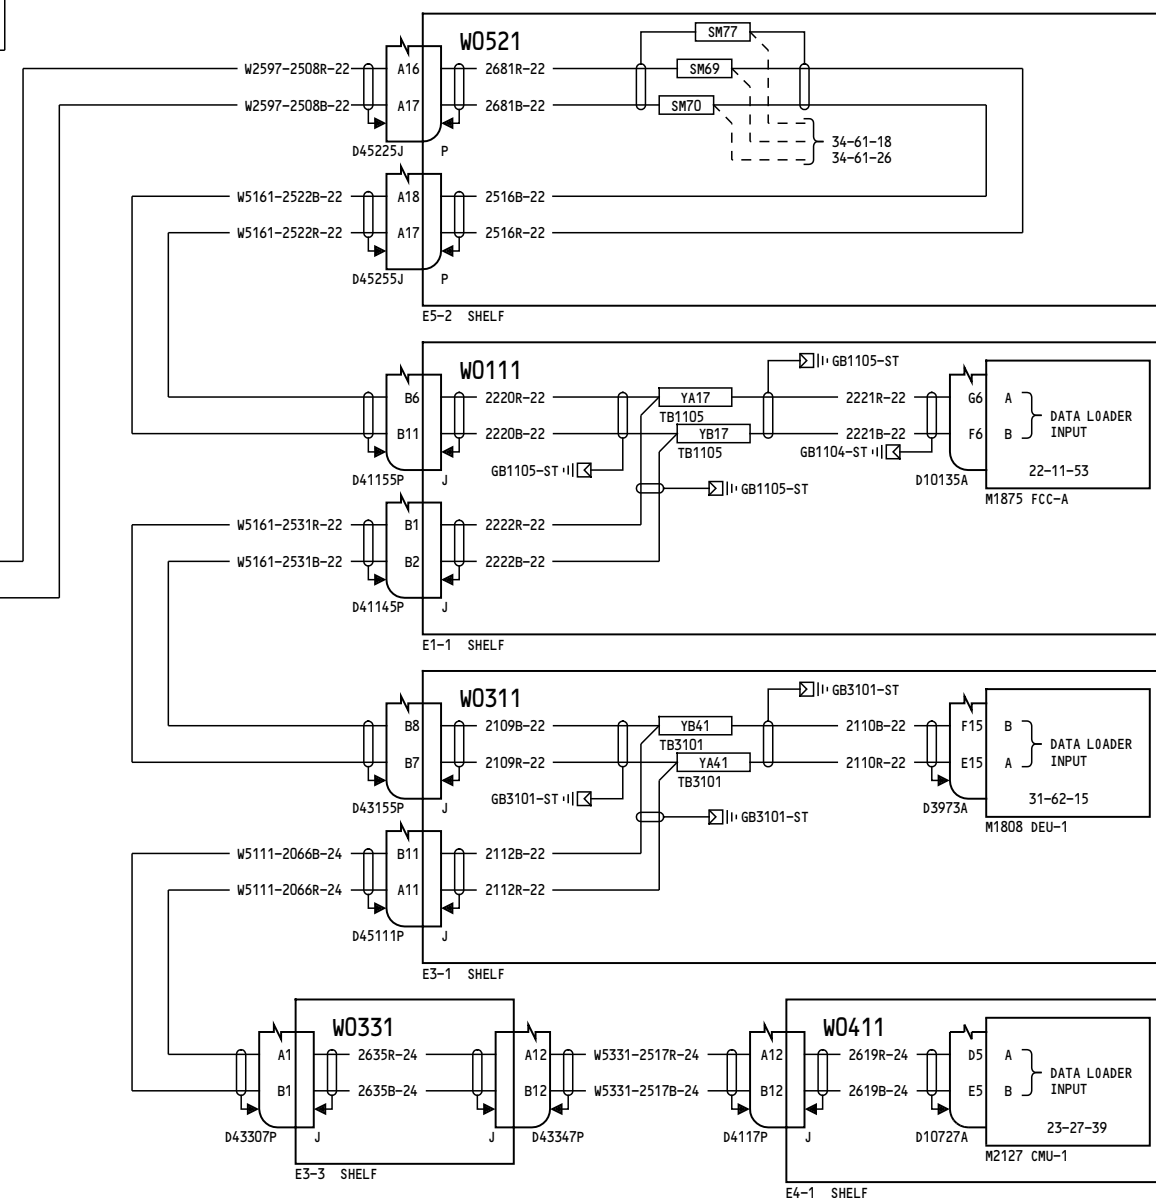 W0521
SM77
W2597-2508R-22 A16 2681R-22 SM69
W2597-2508B-22 A17 2681B-22 SM70
34-61-18
D45225J P 34-61-26
W5161-2522B-22 A18 2516B-22
W5161-2522R-22 A17 2516R-22
D45255J P
E5-2 SHELF
W0111 GB1105-ST
B6 2220R-22 YA17 2221R-22 G6 A
TB1105 DATA LOADER
B11 2220B-22 YB17 2221B-22 F6 B INPUT
TB1105 GB1104-ST
GB1105-ST 22-11-53
D41155P J D10135A
GB1105-ST
M1875 FCC-A
W5161-2531R-22 B1 2222R-22
W5161-2531B-22 B2 2222B-22
D41145P J
E1-1 SHELF
W0311 GB3101-ST
B8 2109B-22 YB41 2110B-22 F15 B
TB3101 DATA LOADER
B7 2109R-22 YA41 2110R-22 E15 A INPUT
TB3101
GB3101-ST 31-62-15
D43155P J D3973A
GB3101-ST
M1808 DEU-1
W5111-2066B-24 B11 2112B-22
W5111-2066R-24 A11 2112R-22
D45111P J
E3-1 SHELF
W0331 W0411
A1 2635R-24 A12 W5331-2517R-24 A12 2619R-24 D5 A
DATA LOADER
B1 2635B-24 B12 W5331-2517B-24 B12 2619B-24 E5 B INPUT
23-27-39
D43307P J J D43347P D4117P J D10727A
M2127 CMU-1
E3-3 SHELF
E4-1 SHELF